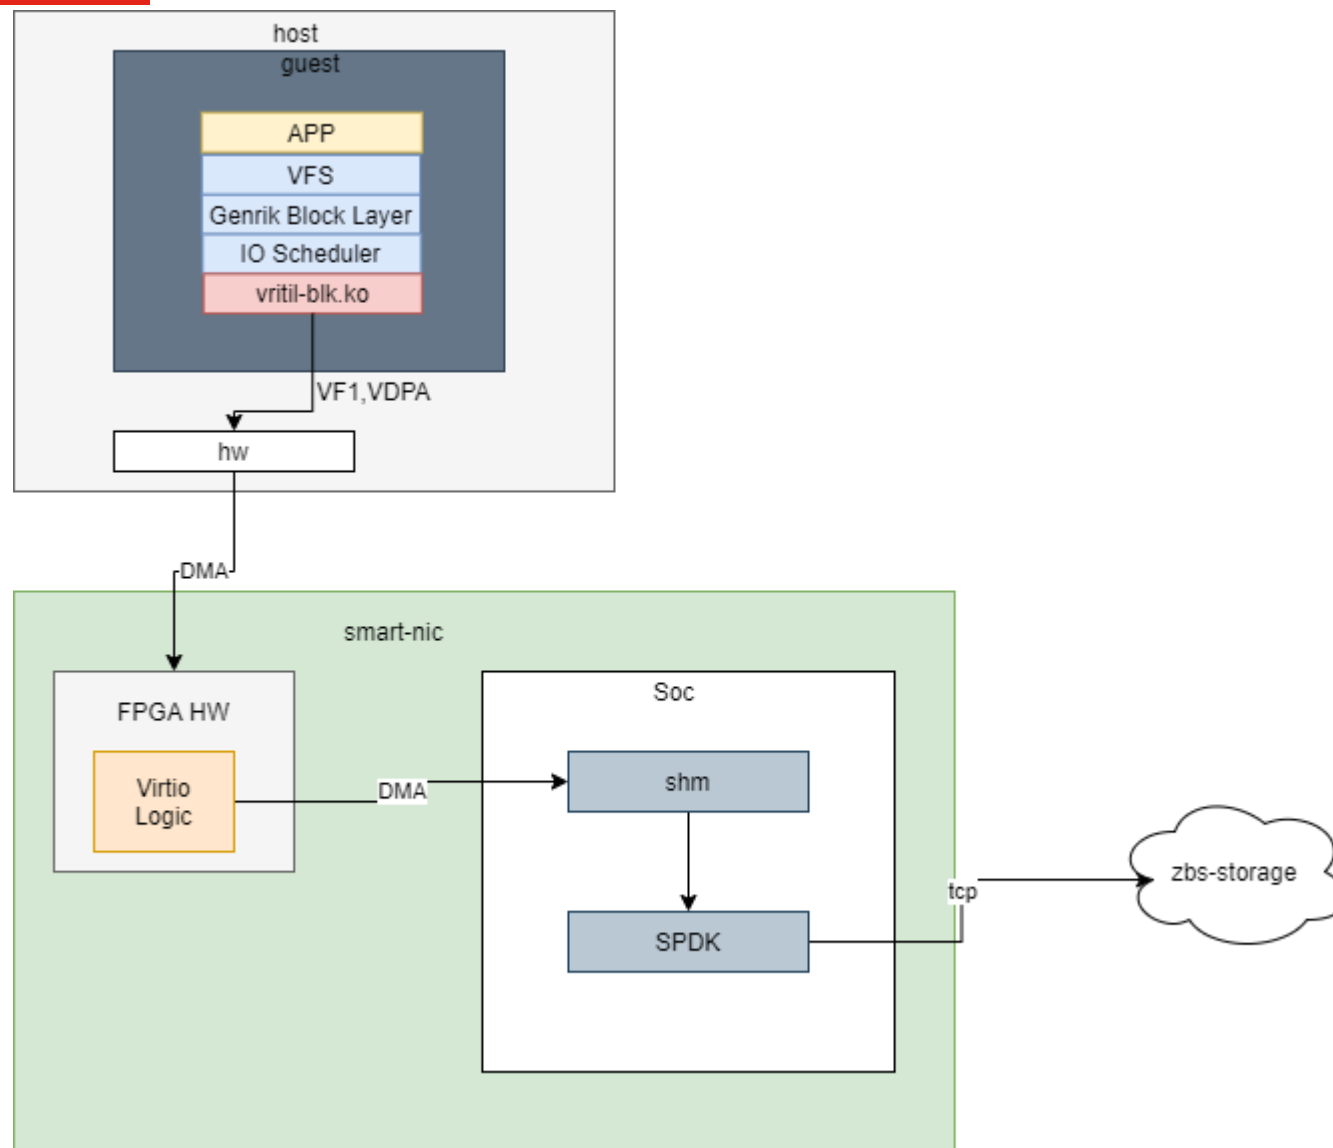 host
guest
APP
VFS
Genrik Block Layer
IO Scheduler
vritil-blk.ko
VF1,VDPA
hw
DMA
smart-nic
FPGA HW
Virtio
Logic
DMA
Soc
shm
SPDK
tcp
zbs-storage